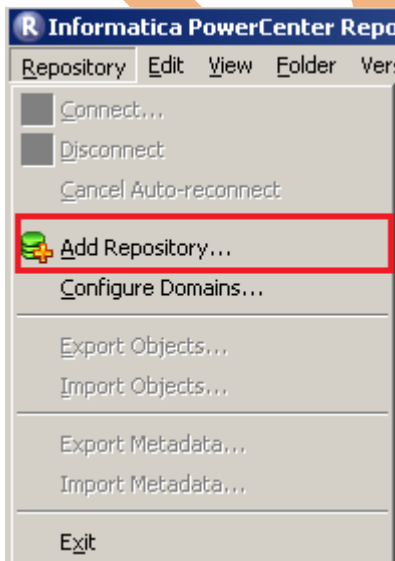 R Informatica PowerCenter Repo
Repository Edit View Folder Ver
Connect...
Disconnect
Cancel Auto-reconnect
Add Repository...
Configure Domains...
Export Objects...
Import Objects...
Export Metadata...
Import Metadata...
Exit